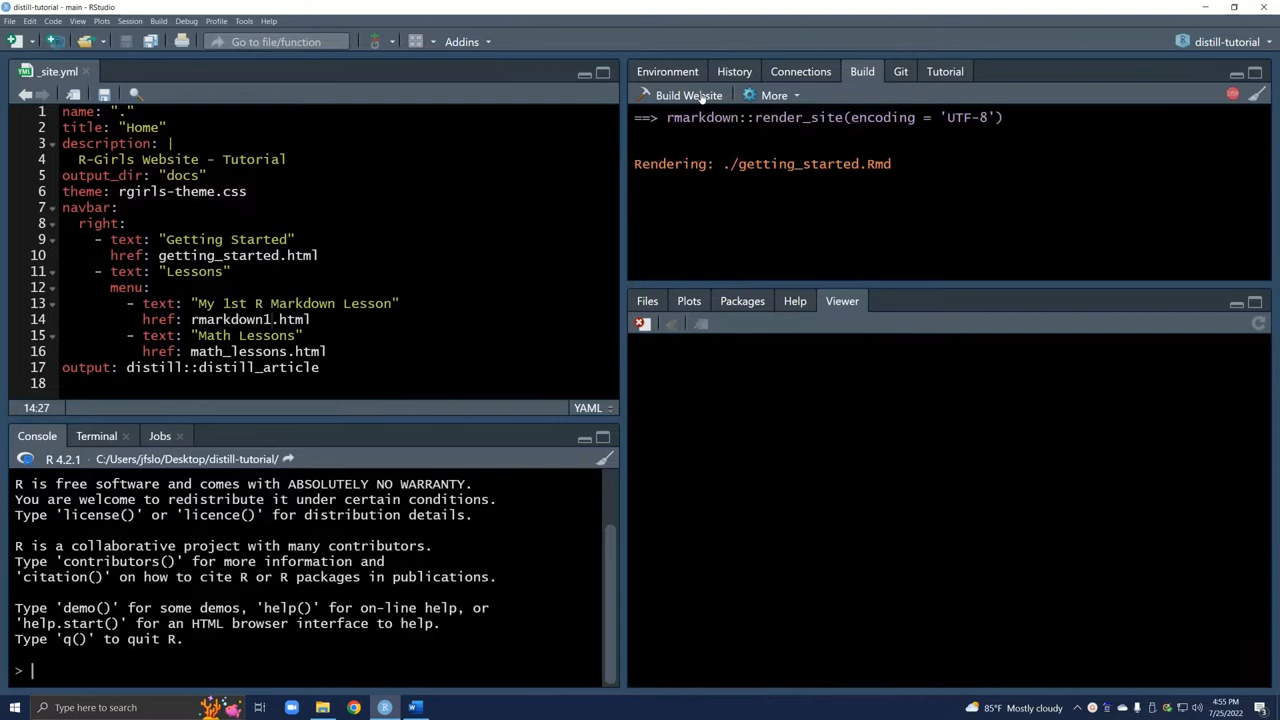 distill-tutorial - main - RStudio
File Edit Code View Plots Session Build Debug Profile Tools Help
Go to file/function Addins distill-tutorial
_site.yml
1 name: "."
2 title: "Home"
3 description: |
4 R-Girls Website - Tutorial
5 output_dir: "docs"
6 theme: rgirls-theme.css
7 navbar:
8 right:
9 - text: "Getting Started"
10 href: getting_started.html
11 - text: "Lessons"
12 menu:
13 - text: "My 1st R Markdown Lesson"
14 href: rmarkdown1.html
15 - text: "Math Lessons"
16 href: math_lessons.html
17 output: distill::distill_article
18
14:27 YAML
Console Terminal Jobs
R 4.2.1 · C:/Users/jfslo/Desktop/distill-tutorial/
R is free software and comes with ABSOLUTELY NO WARRANTY.
You are welcome to redistribute it under certain conditions.
Type 'license()' or 'licence()' for distribution details.
R is a collaborative project with many contributors.
Type 'contributors()' for more information and
'citation()' on how to cite R or R packages in publications.
Type 'demo()' for some demos, 'help()' for on-line help, or
'help.start()' for an HTML browser interface to help.
Type 'q()' to quit R.
>
Environment History Connections Build Git Tutorial
Build Website More
==> rmarkdown::render_site(encoding = 'UTF-8')
Rendering: ./getting_started.Rmd
Files Plots Packages Help Viewer
Type here to search
85°F Mostly cloudy
4:55 PM
7/25/2022
3